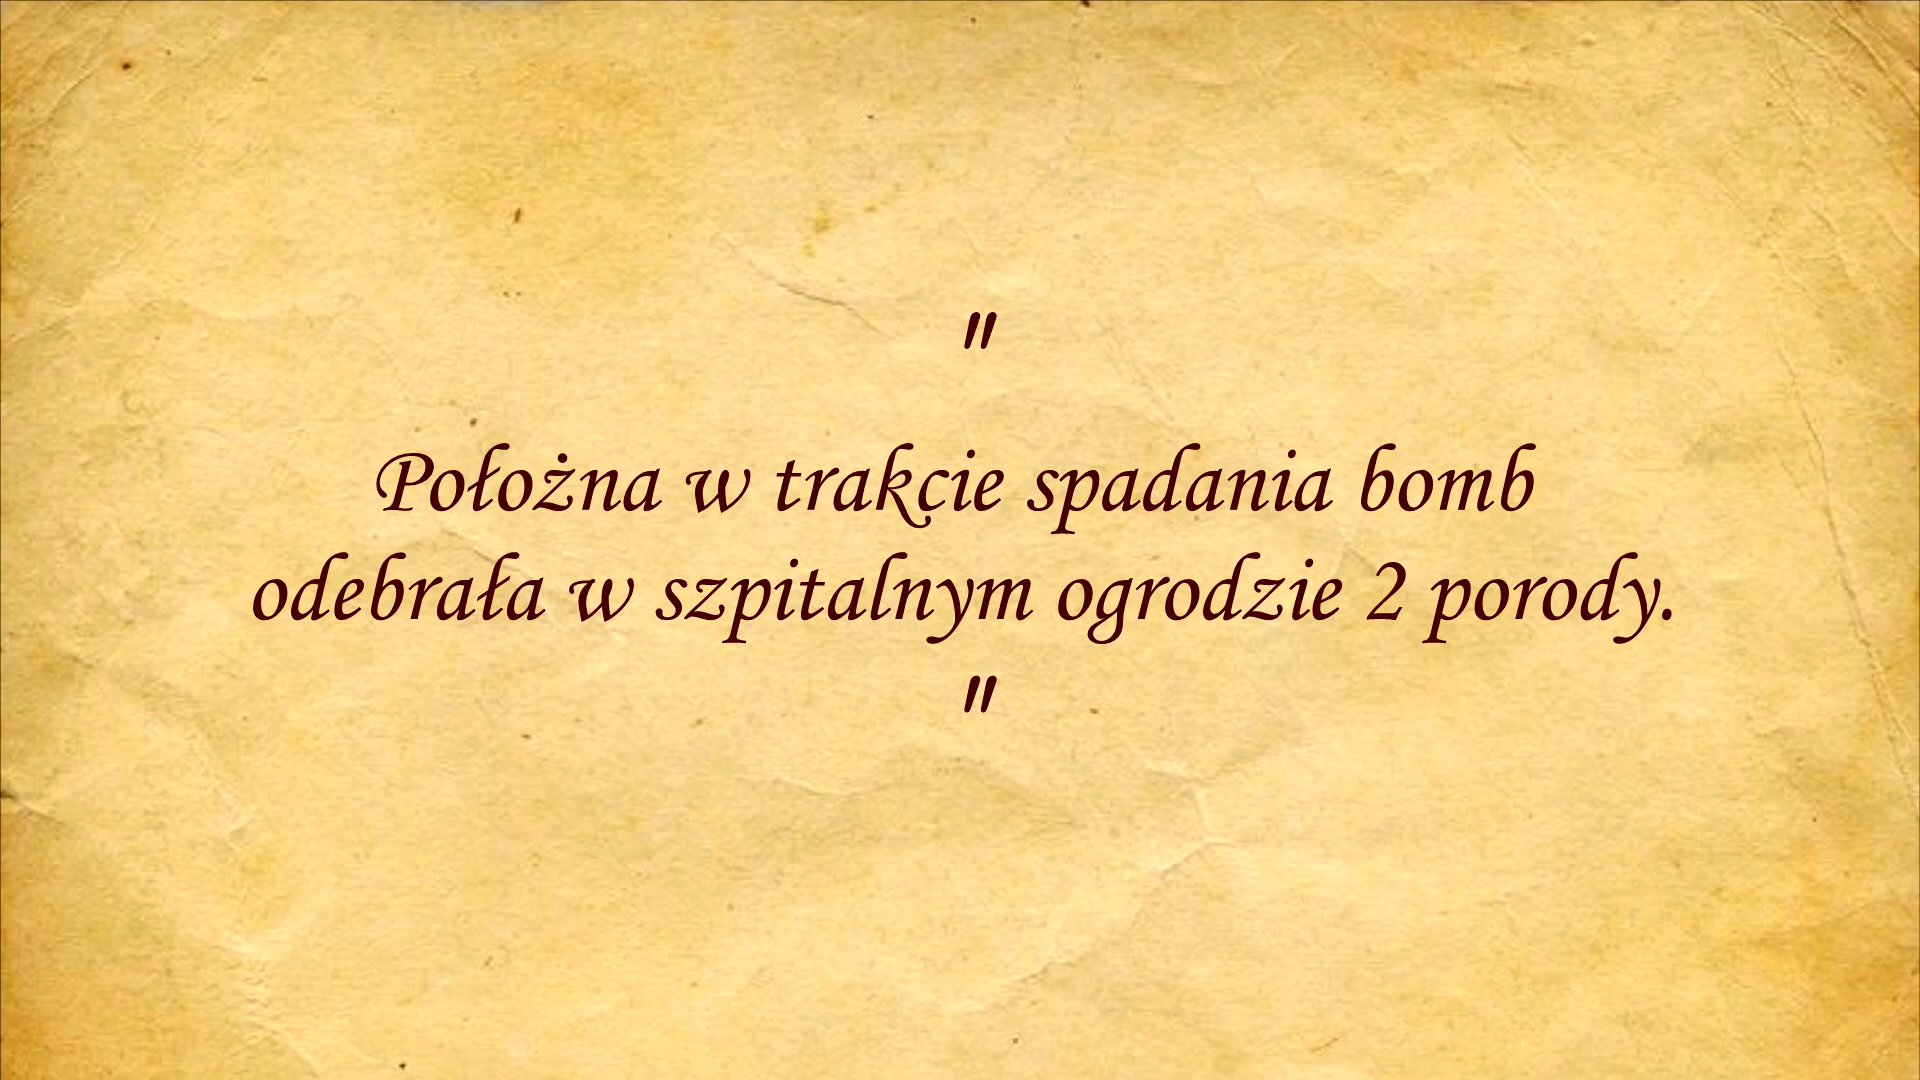 "
Położna w trakcie spadania bomb
odebrała w szpitalnym ogrodzie 2 porody.
"